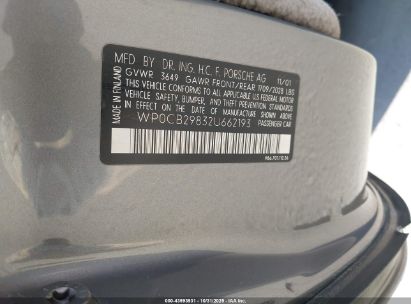 MFD BY DR. ING. H.C. F. PORSCHE AG 11/01
MADE IN FINLAND
GVWR 3649 GAWR FRONT/REAR 1709/2028 LBS
THIS VEHICLE CONFORMS TO ALL APPLICABLE FEDERAL MOTOR
VEHICLE SAFETY, BUMPER, AND THEFT PREVENTION STANDARDS
IN EFFECT ON THE DATE OF MANUFACTURE SHOWN ABOVE
WP0CB29832U662193 PASSENGER CAR